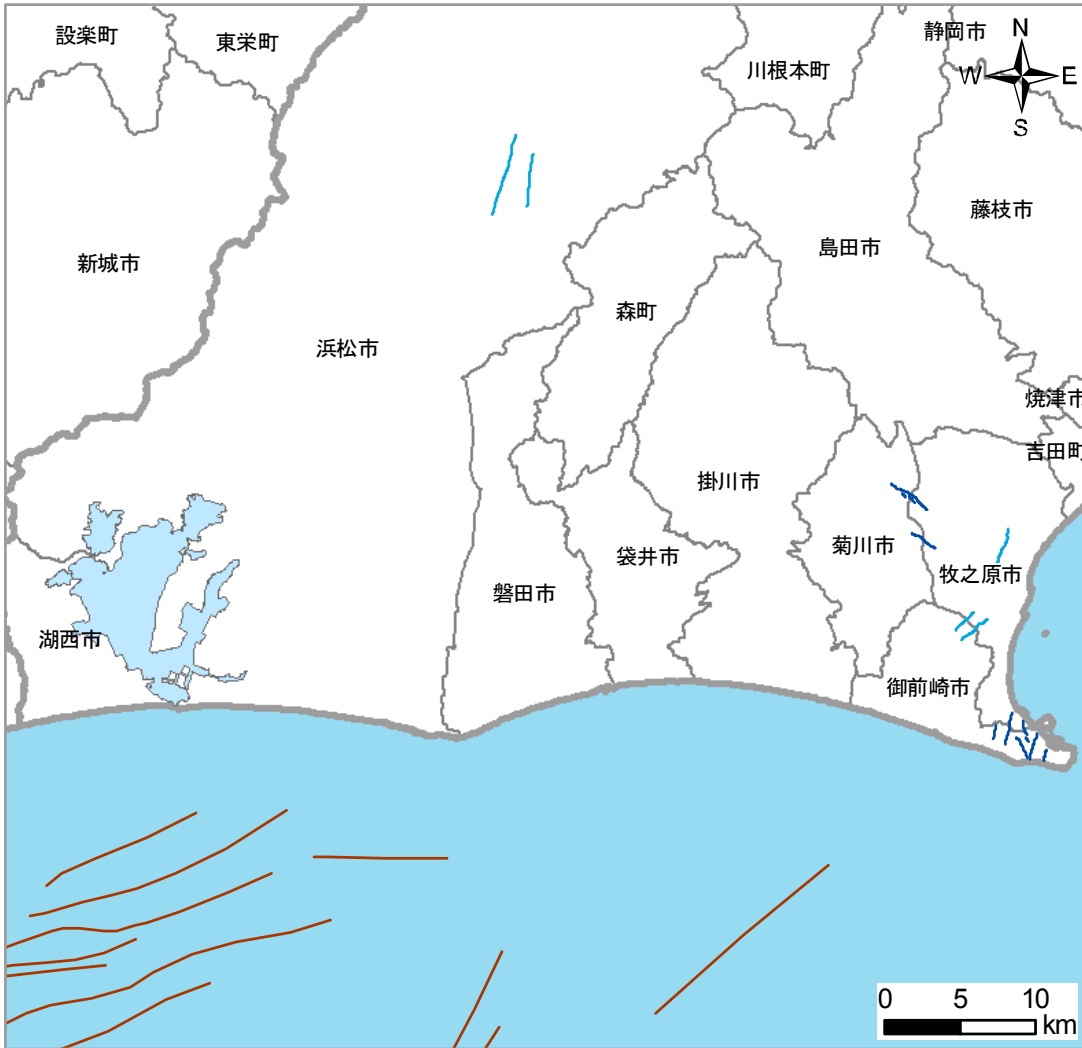 設楽町
東栄町
静岡市
N
川根本町
W
E
S
藤枝市
島田市
新城市
森町
浜松市
焼津市
吉田町
掛川市
菊川市
袋井市
牧之原市
磐田市
湖西市
御前崎市
0 5 10
km